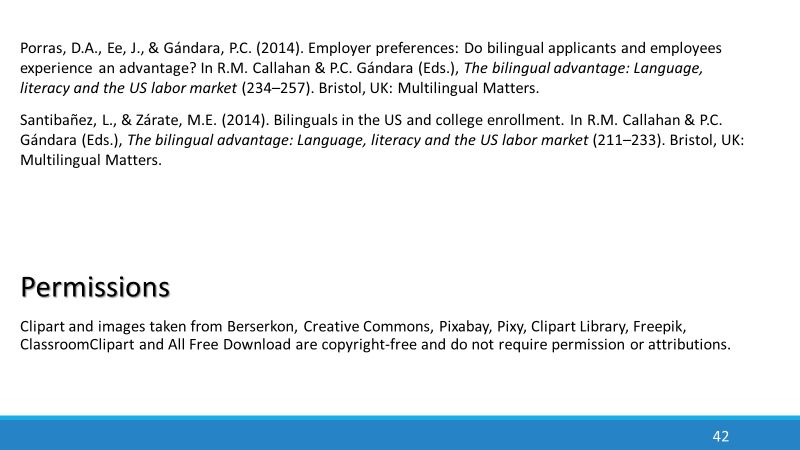 Porras, D.A., Ee, J., & Gándara, P.C. (2014). Employer preferences: Do bilingual applicants and employees
experience an advantage? In R.M. Callahan & P.C. Gándara (Eds.), The bilingual advantage: Language,
literacy and the US labor market (234–257). Bristol, UK: Multilingual Matters.
Santibañez, L., & Zárate, M.E. (2014). Bilinguals in the US and college enrollment. In R.M. Callahan & P.C.
Gándara (Eds.), The bilingual advantage: Language, literacy and the US labor market (211–233). Bristol, UK:
Multilingual Matters.
Permissions
Clipart and images taken from Berserkon, Creative Commons, Pixabay, Pixy, Clipart Library, Freepik,
ClassroomClipart and All Free Download are copyright-free and do not require permission or attributions.
42